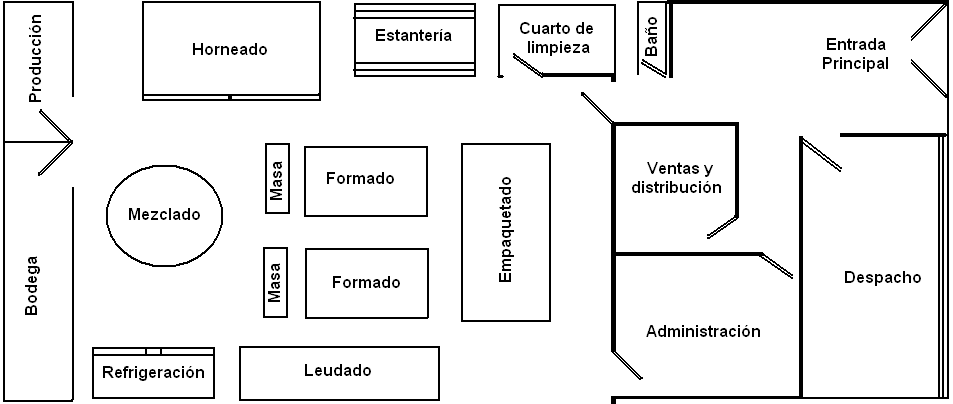 Producción
Horneado
Estantería
Cuarto de
limpieza
Baño
Entrada
Principal
Masa
Formado
Mezclado
Empaquetado
Ventas y
distribución
Bodega
Masa
Formado
Despacho
Administración
Refrigeración
Leudado